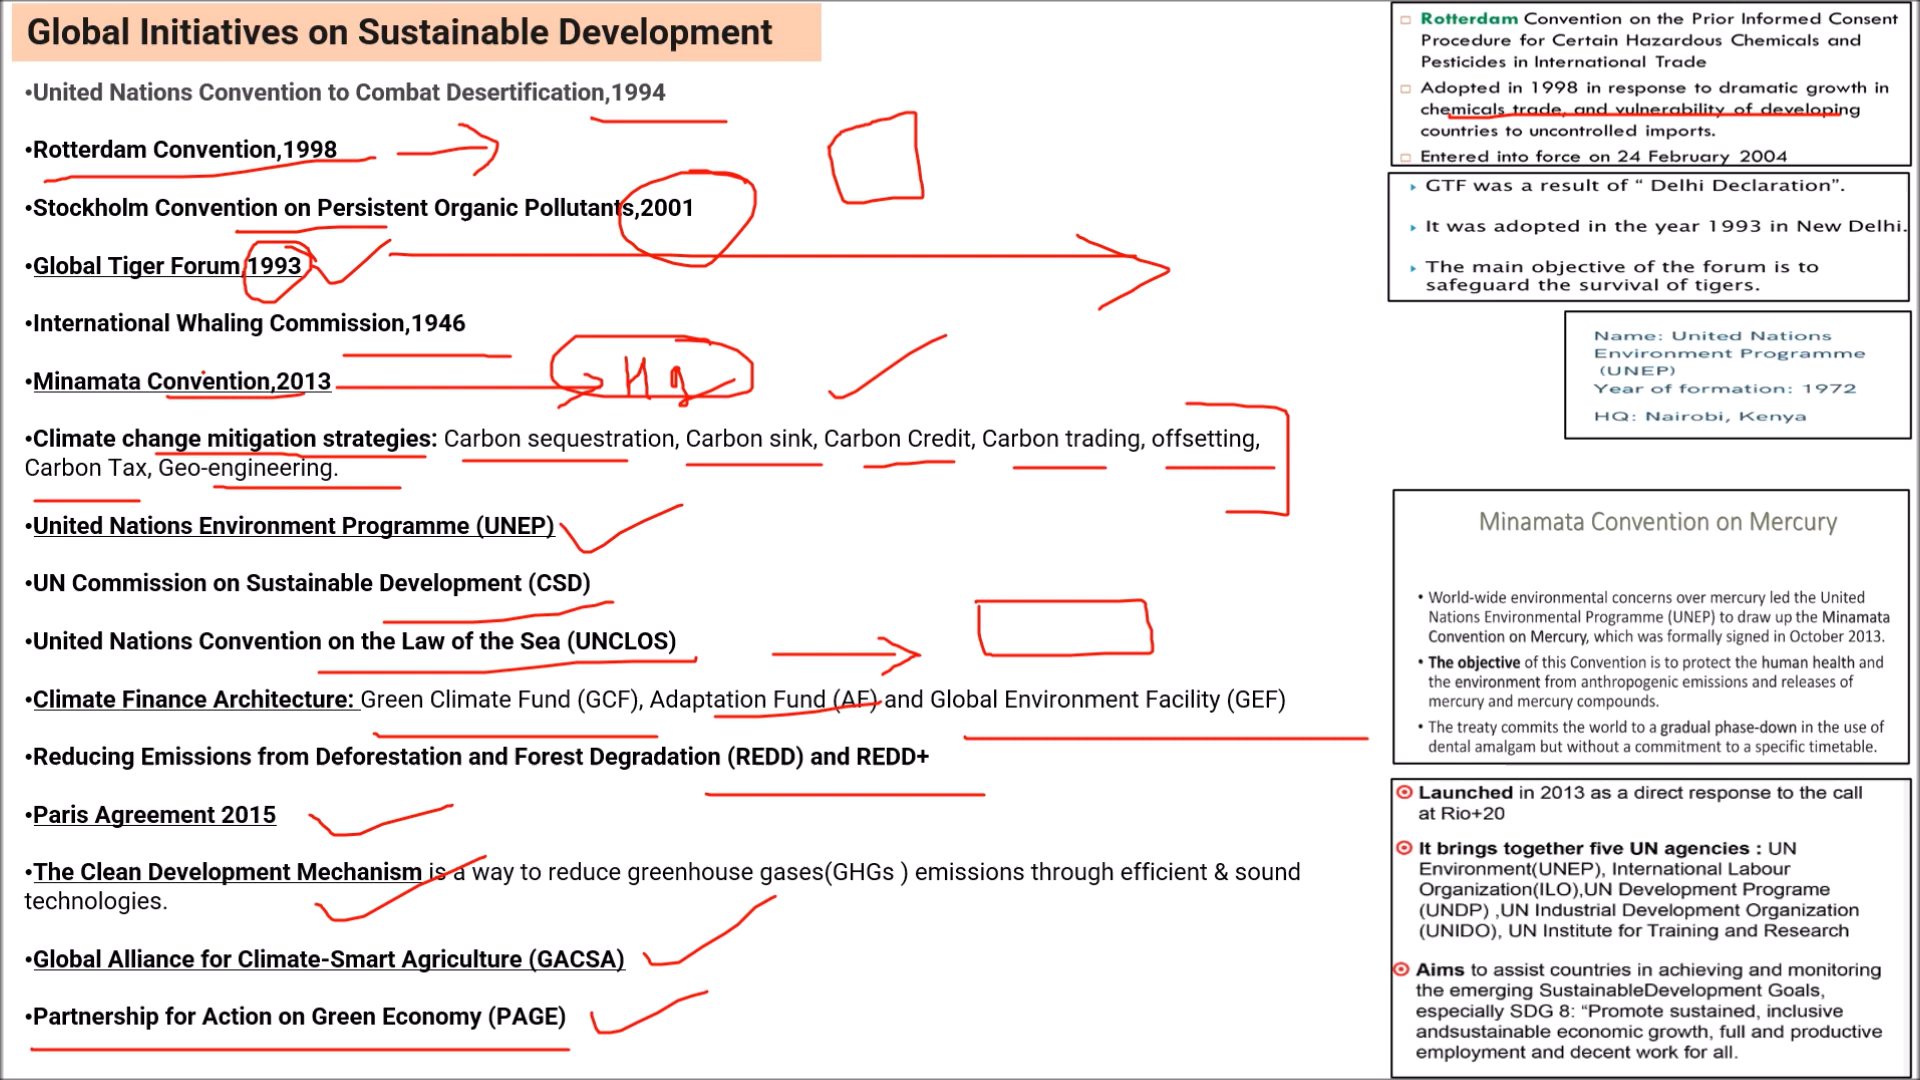 Global Initiatives on Sustainable Development
•United Nations Convention to Combat Desertification,1994
•Rotterdam Convention,1998
•Stockholm Convention on Persistent Organic Pollutants,2001
•Global Tiger Forum,1993
•International Whaling Commission,1946
•Minamata Convention,2013
Hg
•Climate change mitigation strategies: Carbon sequestration, Carbon sink, Carbon Credit, Carbon trading, offsetting,
Carbon Tax, Geo-engineering.
•United Nations Environment Programme (UNEP)
•UN Commission on Sustainable Development (CSD)
•United Nations Convention on the Law of the Sea (UNCLOS)
•Climate Finance Architecture: Green Climate Fund (GCF), Adaptation Fund (AF) and Global Environment Facility (GEF)
•Reducing Emissions from Deforestation and Forest Degradation (REDD) and REDD+
•Paris Agreement 2015
•The Clean Development Mechanism is a way to reduce greenhouse gases(GHGs ) emissions through efficient & sound
technologies.
•Global Alliance for Climate-Smart Agriculture (GACSA)
•Partnership for Action on Green Economy (PAGE)
Rotterdam Convention on the Prior Informed Consent
Procedure for Certain Hazardous Chemicals and
Pesticides in International Trade
Adopted in 1998 in response to dramatic growth in
chemicals trade, and vulnerability of developing
countries to uncontrolled imports.
Entered into force on 24 February 2004
GTF was a result of “ Delhi Declaration”.
It was adopted in the year 1993 in New Delhi.
The main objective of the forum is to
safeguard the survival of tigers.
Name: United Nations
Environment Programme
(UNEP)
Year of formation: 1972
HQ: Nairobi, Kenya
Minamata Convention on Mercury
• World-wide environmental concerns over mercury led the United
Nations Environmental Programme (UNEP) to draw up the Minamata
Convention on Mercury, which was formally signed in October 2013.
• The objective of this Convention is to protect the human health and
the environment from anthropogenic emissions and releases of
mercury and mercury compounds.
• The treaty commits the world to a gradual phase-down in the use of
dental amalgam but without a commitment to a specific timetable.
Launched in 2013 as a direct response to the call
at Rio+20
It brings together five UN agencies : UN
Environment(UNEP), International Labour
Organization(ILO),UN Development Programe
(UNDP) ,UN Industrial Development Organization
(UNIDO), UN Institute for Training and Research
Aims to assist countries in achieving and monitoring
the emerging SustainableDevelopment Goals,
especially SDG 8: “Promote sustained, inclusive
andsustainable economic growth, full and productive
employment and decent work for all.